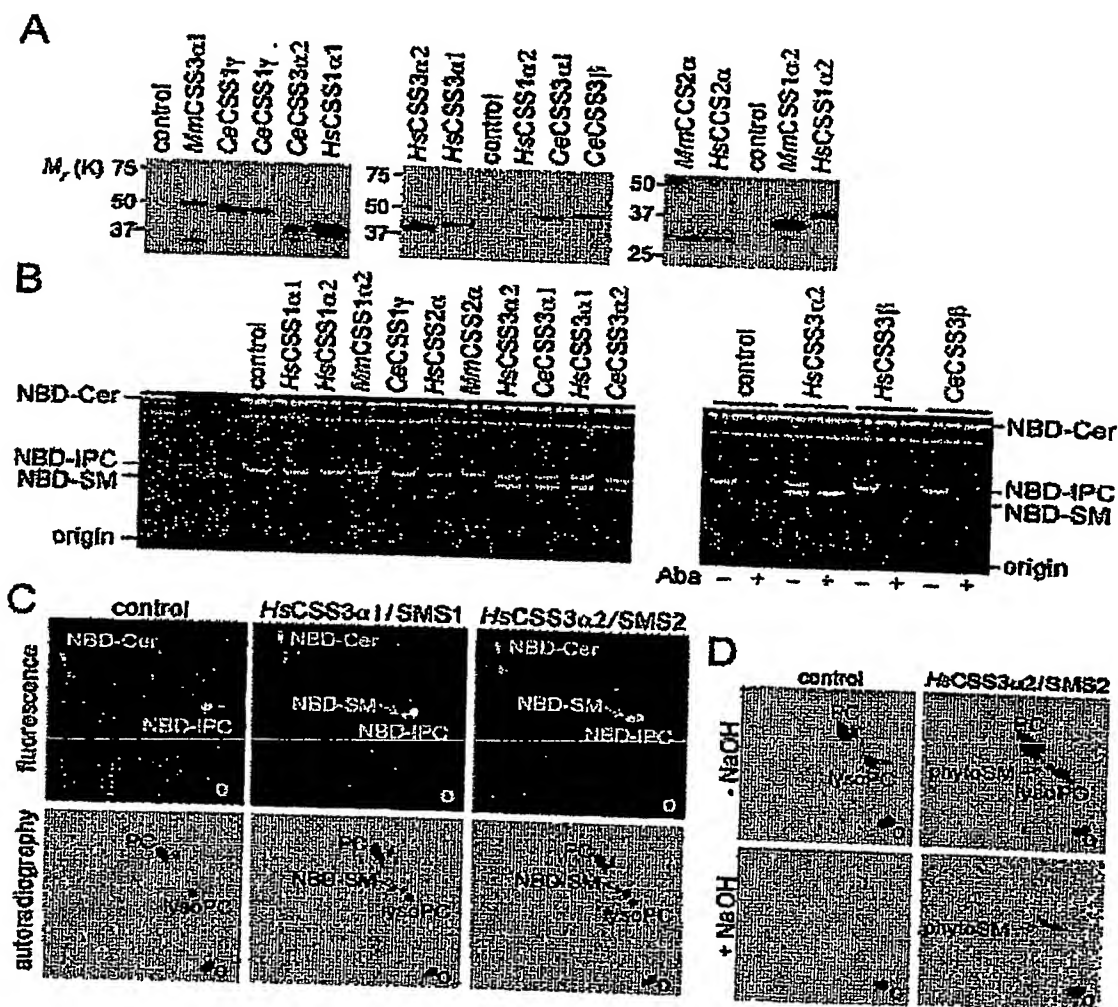 A
control
MmCSS3α1
CeCSS1γ
CeCSS1γ .
CeCSS3α2
HsCSS1α1
HsCSS3α2
HsCSS3α1
control
HsCSS1α2
CeCSS3α1
CeCSS3β
MmCCS2α
HsCCS2α
control
MmCSS1α2
HsCSS1α2
Mr (K) 75
50
37
75
50
37
50
37
25
B
control
HsCSS1α1
HsCSS1α2
MmCSS1α2
CeCSS1γ
HsCSS2α
MmCSS2α
HsCSS3α2
CeCSS3α1
HsCSS3α1
CeCSS3α2
control
HsCSS3α2
HsCSS3β
CeCSS3β
NBD-Cer
NBD-IPC
NBD-SM
origin
NBD-Cer
NBD-IPC
NBD-SM
origin
Aba - + - + - + - +
C
control HsCSS3α1/SMS1 HsCSS3α2/SMS2
fluorescence
NBD-Cer NBD-Cer NBD-Cer
NBD-SM NBD-SM
NBD-IPC NBD-IPC NBD-IPC
O O O
autoradiography
PC PC PC
NBD-SM NBD-SM
lysoPC lysoPC lysoPC
O O O
D
control HsCSS3α2/SMS2
- NaOH
PC
phytoSM
lysoPC lysoPC
O O
+ NaOH
phytoSM
O O